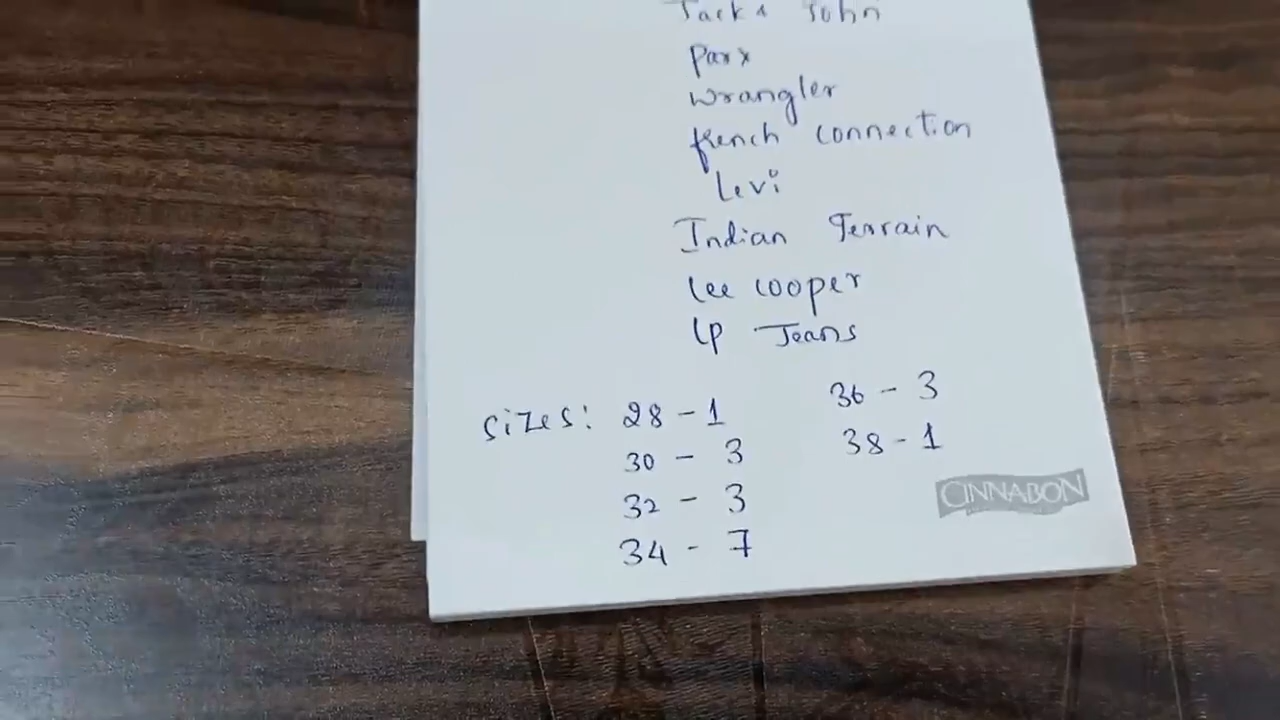 Jack & John
Parx
Wrangler
french connection
Levi
Indian Terrain
Lee cooper
LP Jeans
Sizes: 28 - 1
30 - 3
32 - 3
34 - 7
36 - 3
38 - 1
CINNABON